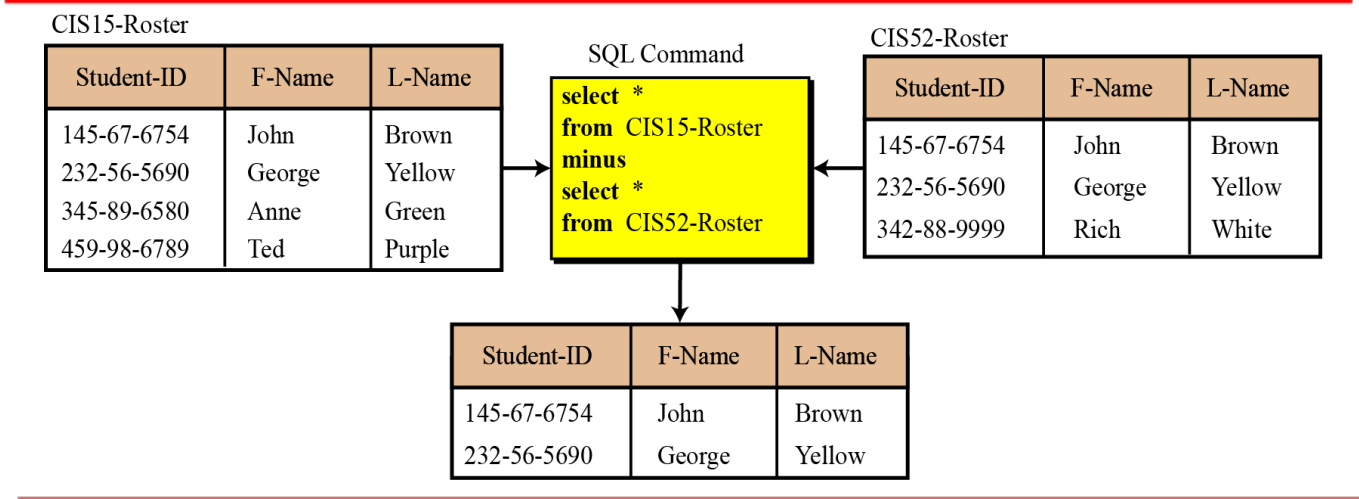 CIS15-Roster
Student-ID F-Name L-Name
145-67-6754 John Brown
232-56-5690 George Yellow
345-89-6580 Anne Green
459-98-6789 Ted Purple
SQL Command
select *
from CIS15-Roster
minus
select *
from CIS52-Roster
CIS52-Roster
Student-ID F-Name L-Name
145-67-6754 John Brown
232-56-5690 George Yellow
342-88-9999 Rich White
Student-ID F-Name L-Name
145-67-6754 John Brown
232-56-5690 George Yellow